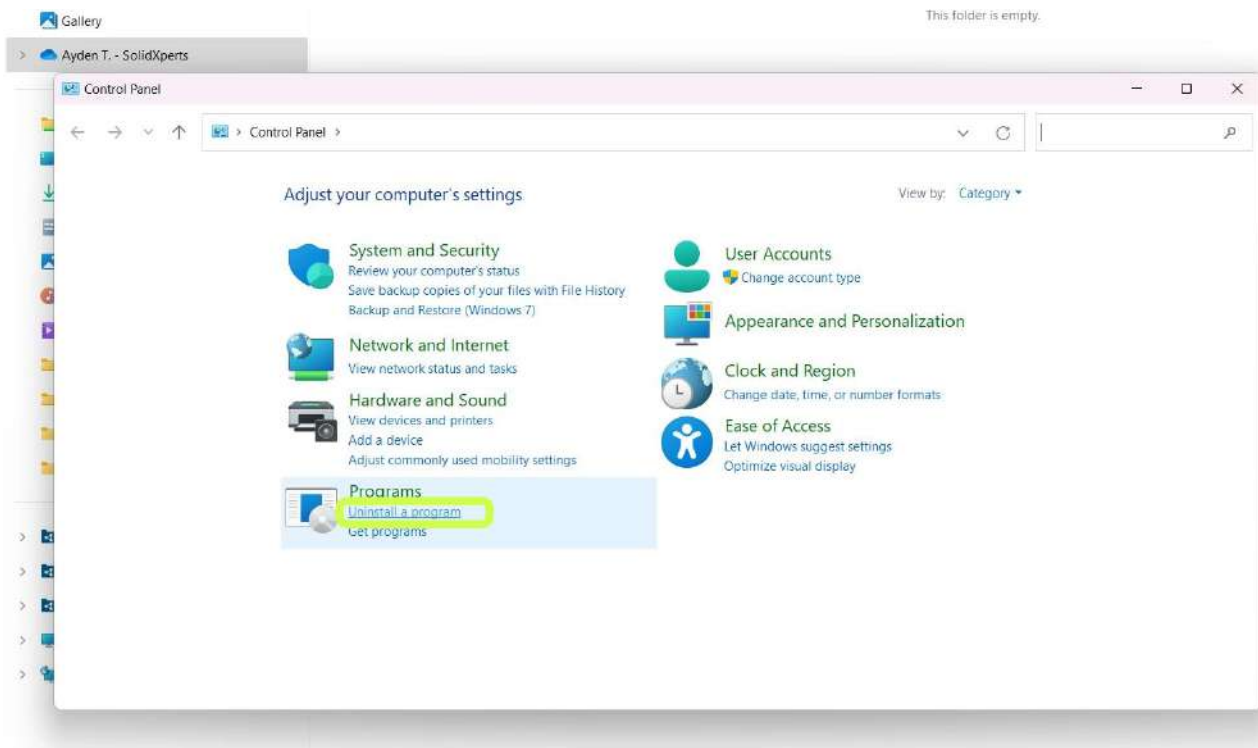 Gallery
This folder is empty.
Ayden T. - SolidXperts
Control Panel
Control Panel
Adjust your computer's settings
View by: Category
System and Security
Review your computer's status
Save backup copies of your files with File History
Backup and Restore (Windows 7)
Network and Internet
View network status and tasks
Hardware and Sound
View devices and printers
Add a device
Adjust commonly used mobility settings
Programs
Uninstall a program
Get programs
User Accounts
Change account type
Appearance and Personalization
Clock and Region
Change date, time, or number formats
Ease of Access
Let Windows suggest settings
Optimize visual display